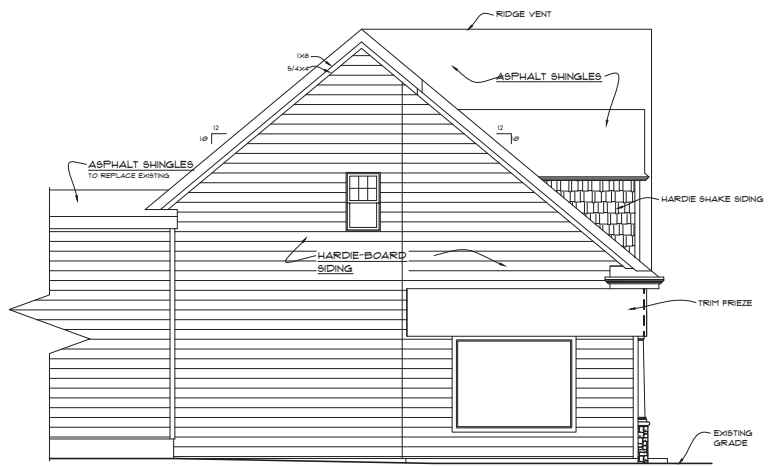 RIDGE VENT
1X8
5/4X4
ASPHALT SHINGLES
12
10
12
ASPHALT SHINGLES
TO REPLACE EXISTING
HARDIE SHAKE SIDING
HARDIE-BOARD
SIDING
TRIM FRIEZE
EXISTING
GRADE